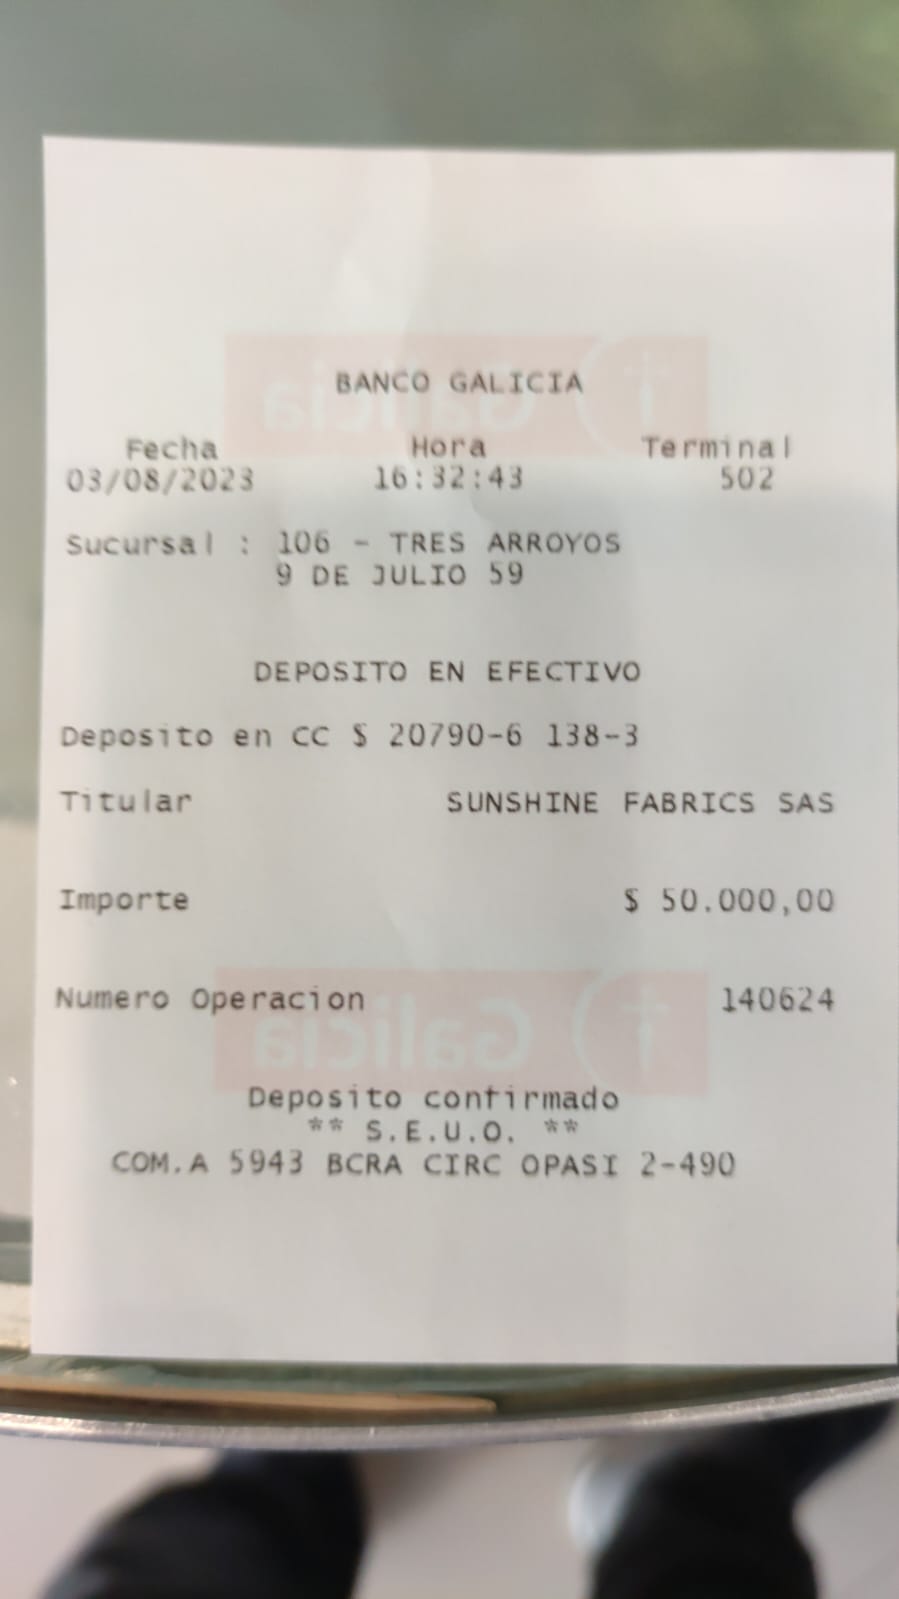 BANCO GALICIA
Fecha Hora Terminal
03/08/2023 16:32:43 502
Sucursal : 106 - TRES ARROYOS
9 DE JULIO 59
DEPOSITO EN EFECTIVO
Deposito en CC $ 20790-6 138-3
Titular SUNSHINE FABRICS SAS
Importe $ 50.000,00
Numero Operacion 140624
Galicia
Deposito confirmado
** S.E.U.O. **
COM.A 5943 BCRA CIRC OPASI 2-490